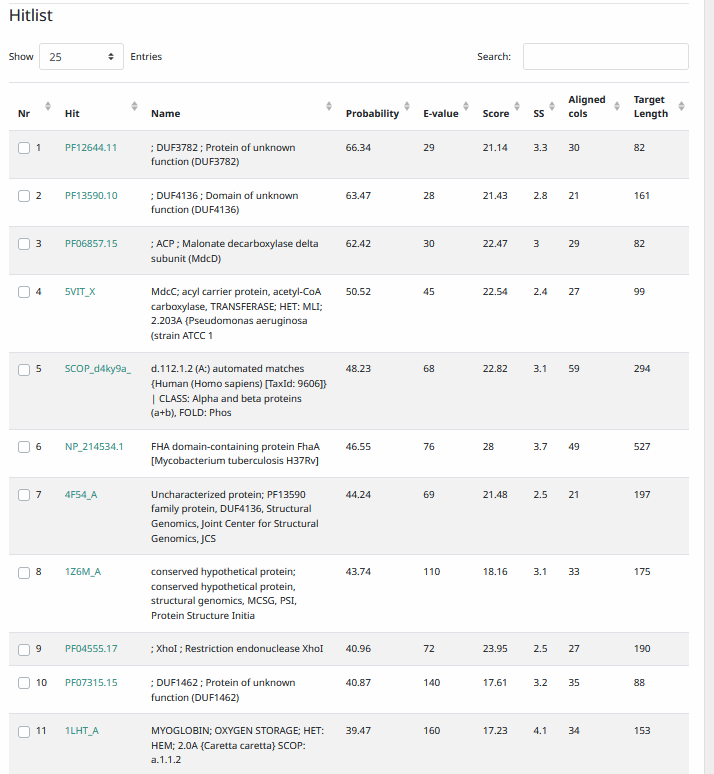 Hitlist
Show 25 Entries Search:
Nr Hit Name Probability E-value Score SS Aligned cols Target Length
1 PF12644.11 ; DUF3782 ; Protein of unknown 66.34 29 21.14 3.3 30 82
function (DUF3782)
2 PF13590.10 ; DUF4136 ; Domain of unknown 63.47 28 21.43 2.8 21 161
function (DUF4136)
3 PF06857.15 ; ACP ; Malonate decarboxylase delta 62.42 30 22.47 3 29 82
subunit (MdcD)
4 5VIT_X MdcC; acyl carrier protein, acetyl-CoA 50.52 45 22.54 2.4 27 99
carboxylase, TRANSFERASE; HET: MLI;
2.203A {Pseudomonas aeruginosa
(strain ATCC 1
5 SCOP_d4ky9a_ d.112.1.2 (A:) automated matches 48.23 68 22.82 3.1 59 294
{Human (Homo sapiens) [TaxId: 9606]}
| CLASS: Alpha and beta proteins
(a+b), FOLD: Phos
6 NP_214534.1 FHA domain-containing protein FhaA 46.55 76 28 3.7 49 527
[Mycobacterium tuberculosis H37Rv]
7 4F54_A Uncharacterized protein; PF13590 44.24 69 21.48 2.5 21 197
family protein, DUF4136, Structural
Genomics, Joint Center for Structural
Genomics, JCS
8 1Z6M_A conserved hypothetical protein; 43.74 110 18.16 3.1 33 175
conserved hypothetical protein,
structural genomics, MCSG, PSI,
Protein Structure Initia
9 PF04555.17 ; XhoI ; Restriction endonuclease XhoI 40.96 72 23.95 2.5 27 190
10 PF07315.15 ; DUF1462 ; Protein of unknown 40.87 140 17.61 3.2 35 88
function (DUF1462)
11 1LHT_A MYOGLOBIN; OXYGEN STORAGE; HET: 39.47 160 17.23 4.1 34 153
HEM; 2.0A {Caretta caretta} SCOP:
a.1.1.2